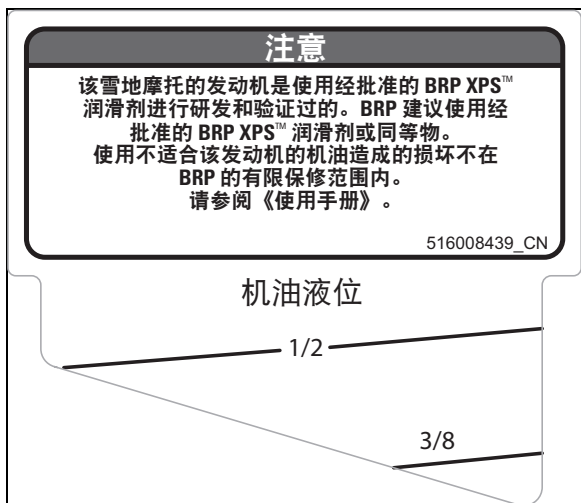 注意
该雪地摩托的发动机是使用经批准的 BRP XPS™
润滑剂进行研发和验证过的。BRP 建议使用经
批准的 BRP XPS™ 润滑剂或同等物。
使用不适合该发动机的机油造成的损坏不在
BRP 的有限保修范围内。
请参阅《使用手册》。
516008439_CN
机油液位
1/2
3/8